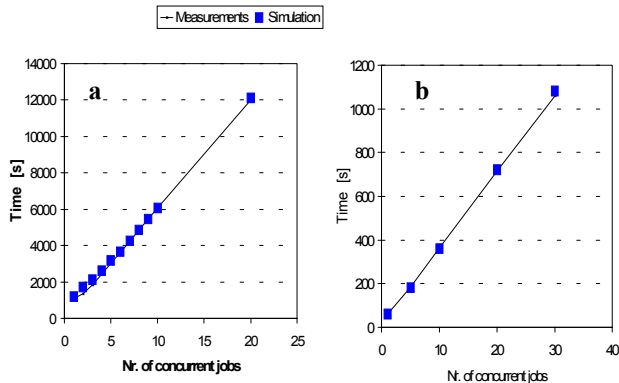 Measurements Simulation
a
14000
12000
10000
8000
6000
4000
2000
0
Time [s]
0 5 10 15 20 25
Nr. of concurrent jobs
b
1200
1000
800
600
400
200
0
Time [s]
0 10 20 30 40
Nr. of concurrent jobs